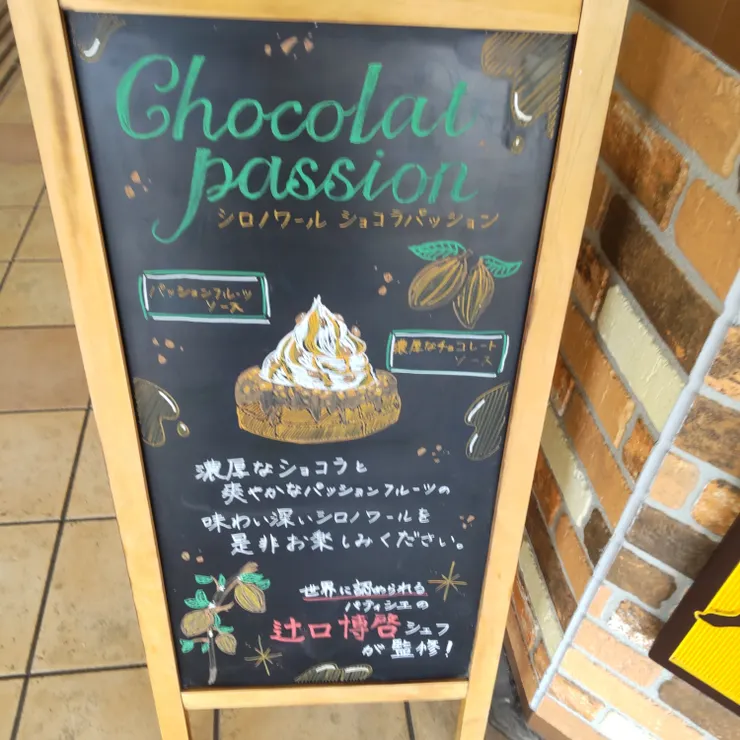 Chocolat
passion
シロノワール ショコラパッション
パッションフルーツ
ソース
濃厚なチョコレート
ソース
濃厚なショコラと
爽やかなパッションフルーツの
味わい深いシロノワールを
是非お楽しみください。
世界に認められる
パティシエの
辻口博啓シェフ
が監修!